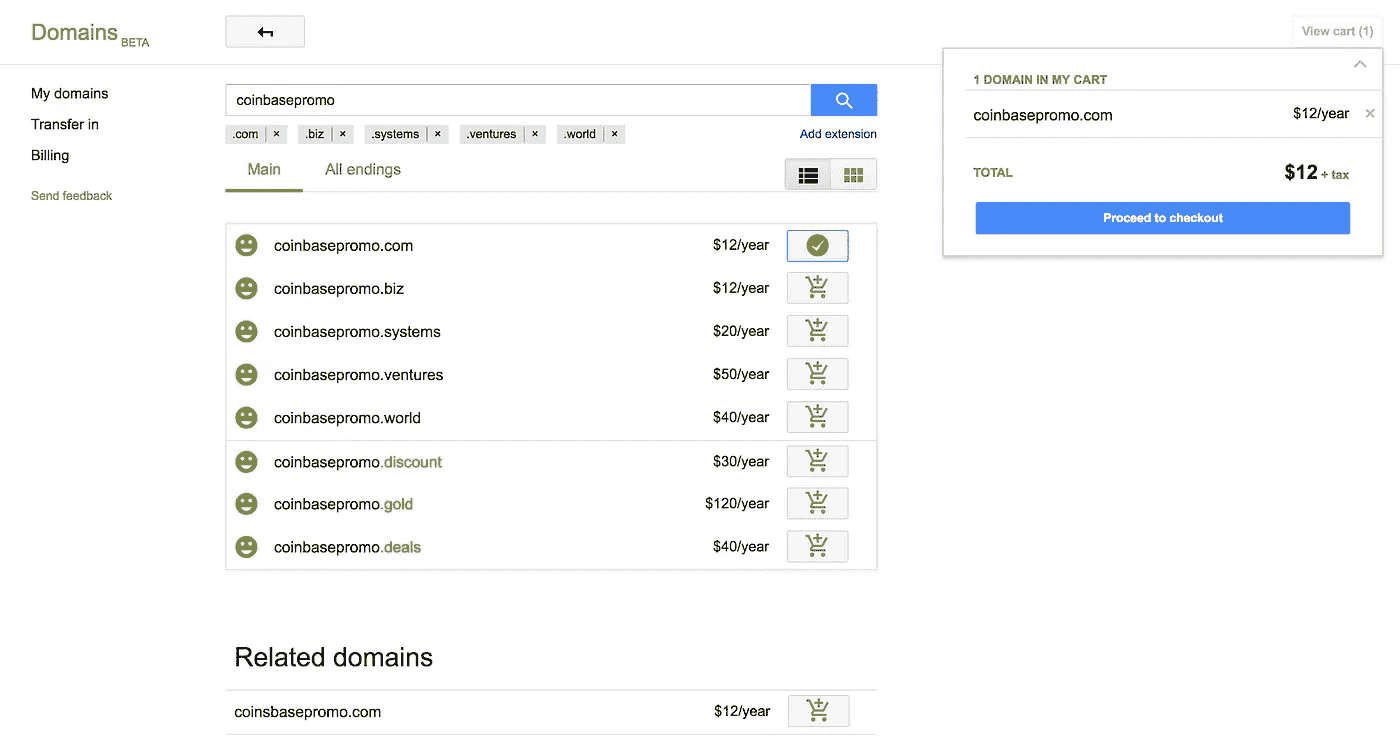 Domains BETA
View cart (1)
My domains
Transfer in
Billing
Send feedback
coinbasepromo
.com × .biz × .systems × .ventures × .world × Add extension
Main All endings
coinbasepromo.com $12/year
coinbasepromo.biz $12/year
coinbasepromo.systems $20/year
coinbasepromo.ventures $50/year
coinbasepromo.world $40/year
coinbasepromo.discount $30/year
coinbasepromo.gold $120/year
coinbasepromo.deals $40/year
Related domains
coinsbasepromo.com $12/year
1 DOMAIN IN MY CART
coinbasepromo.com $12/year ×
TOTAL $12 + tax
Proceed to checkout